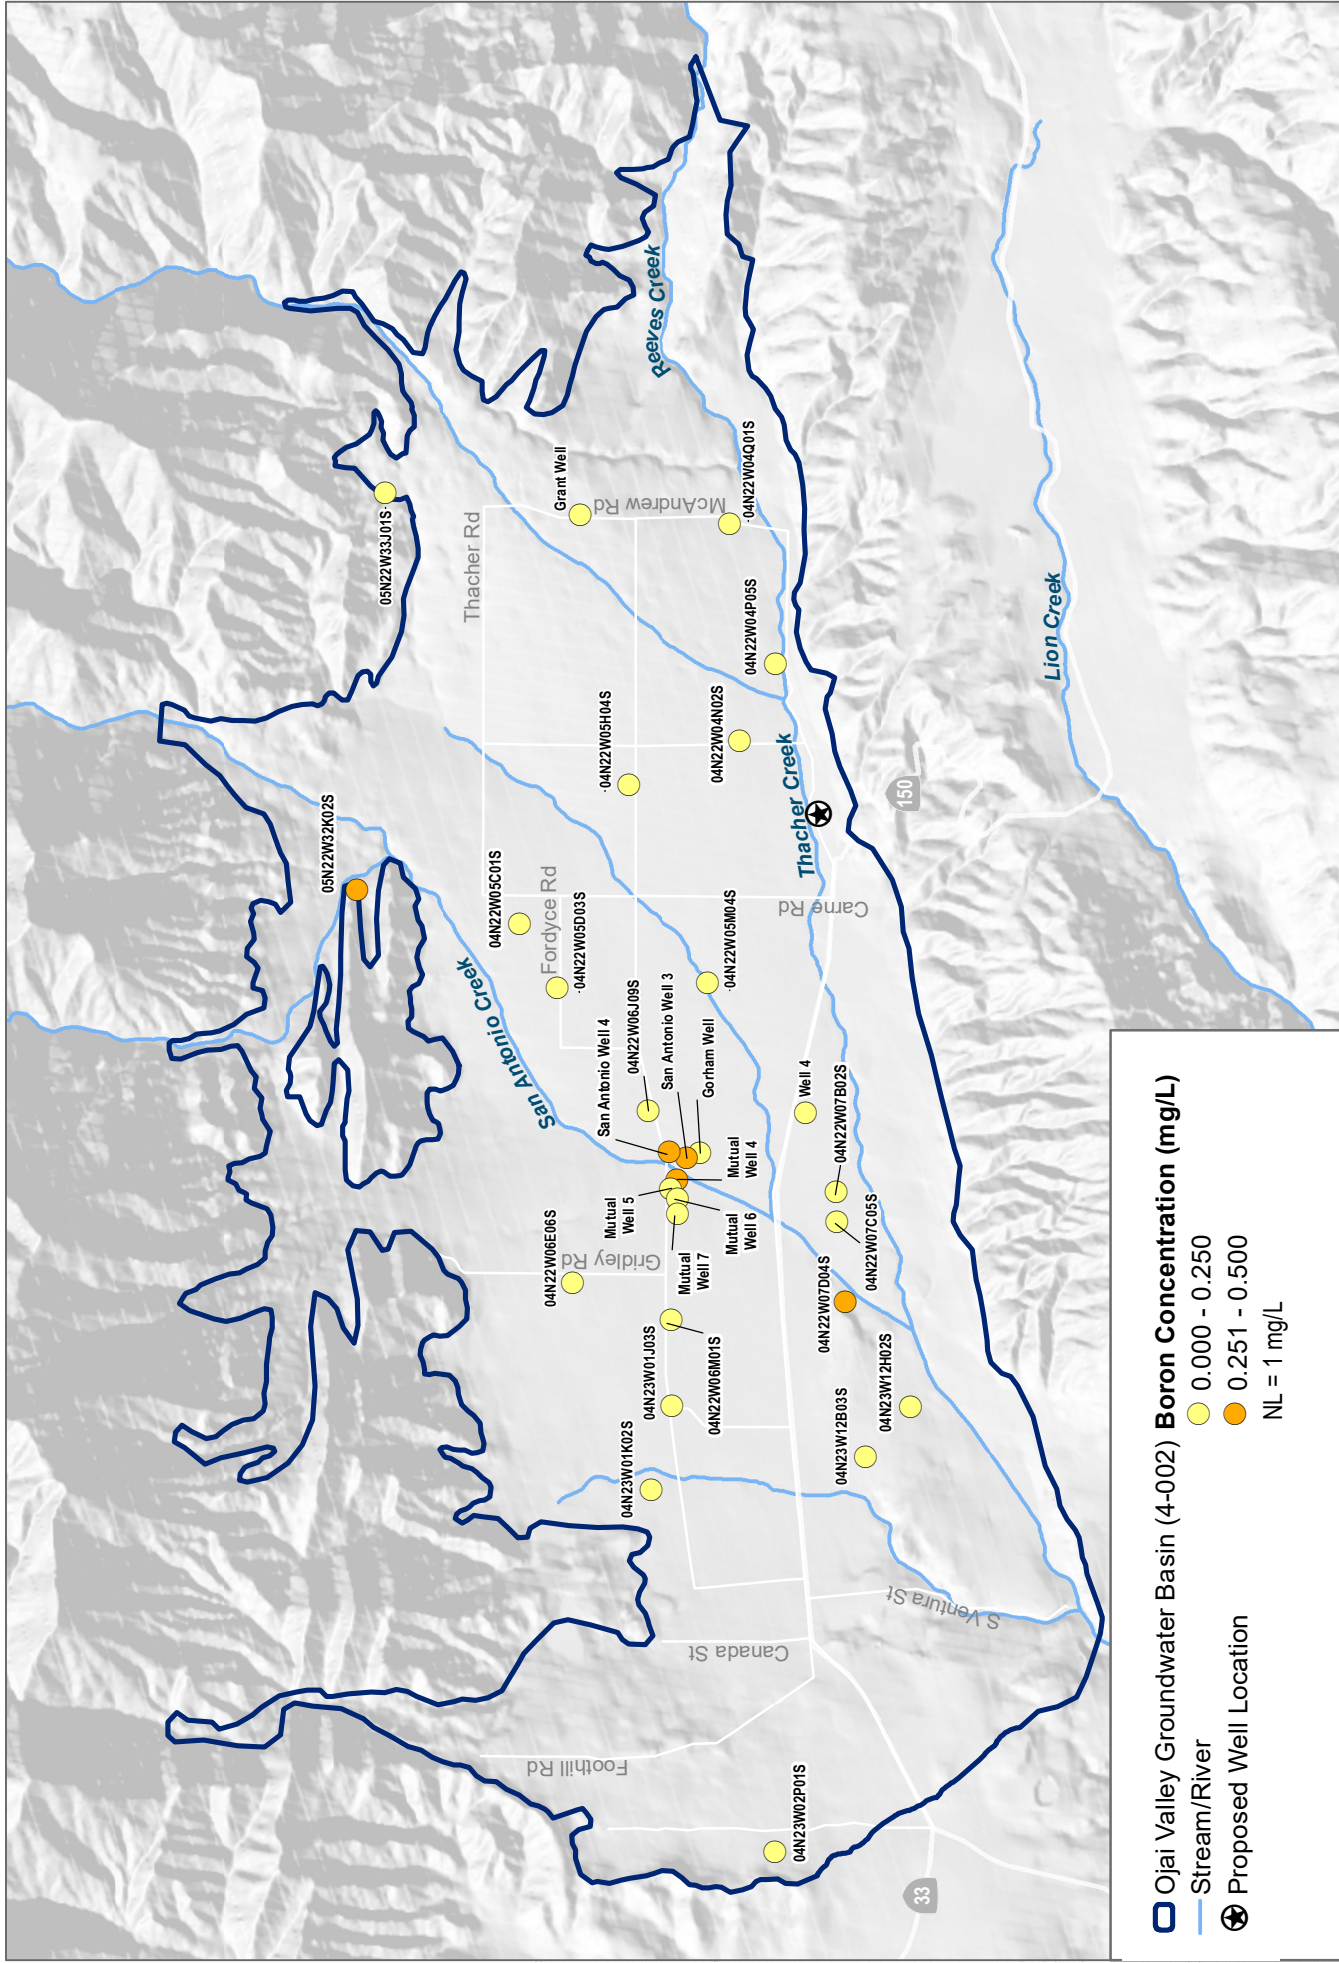 05N22W33J01S
05N22W32K02S
Thacher Rd
Grant Well
McAndrew Rd
Reeves Creek
04N22W04Q01S
04N22W04P05S
04N22W05H04S
04N22W04N02S
Thacher Creek
Lion Creek
150
04N22W05C01S
Fordyce Rd
04N22W05D03S
Carne Rd
04N22W05M04S
San Antonio Creek
San Antonio Well 4
04N22W06J09S
San Antonio Well 3
Gorham Well
Well 4
04N22W07B02S
04N22W07C05S
04N22W07D04S
Mutual
Well 4
Mutual
Well 5
Mutual
Well 6
Mutual
Well 7
Gridley Rd
04N22W06E06S
04N22W06M01S
04N23W01J03S
04N23W01K02S
04N23W12H02S
04N23W12B03S
S Ventura St
Canada St
Foothill Rd
04N23W02P01S
33
Ojai Valley Groundwater Basin (4-002)
Stream/River
Proposed Well Location
Boron Concentration (mg/L)
0.000 - 0.250
0.251 - 0.500
NL = 1 mg/L